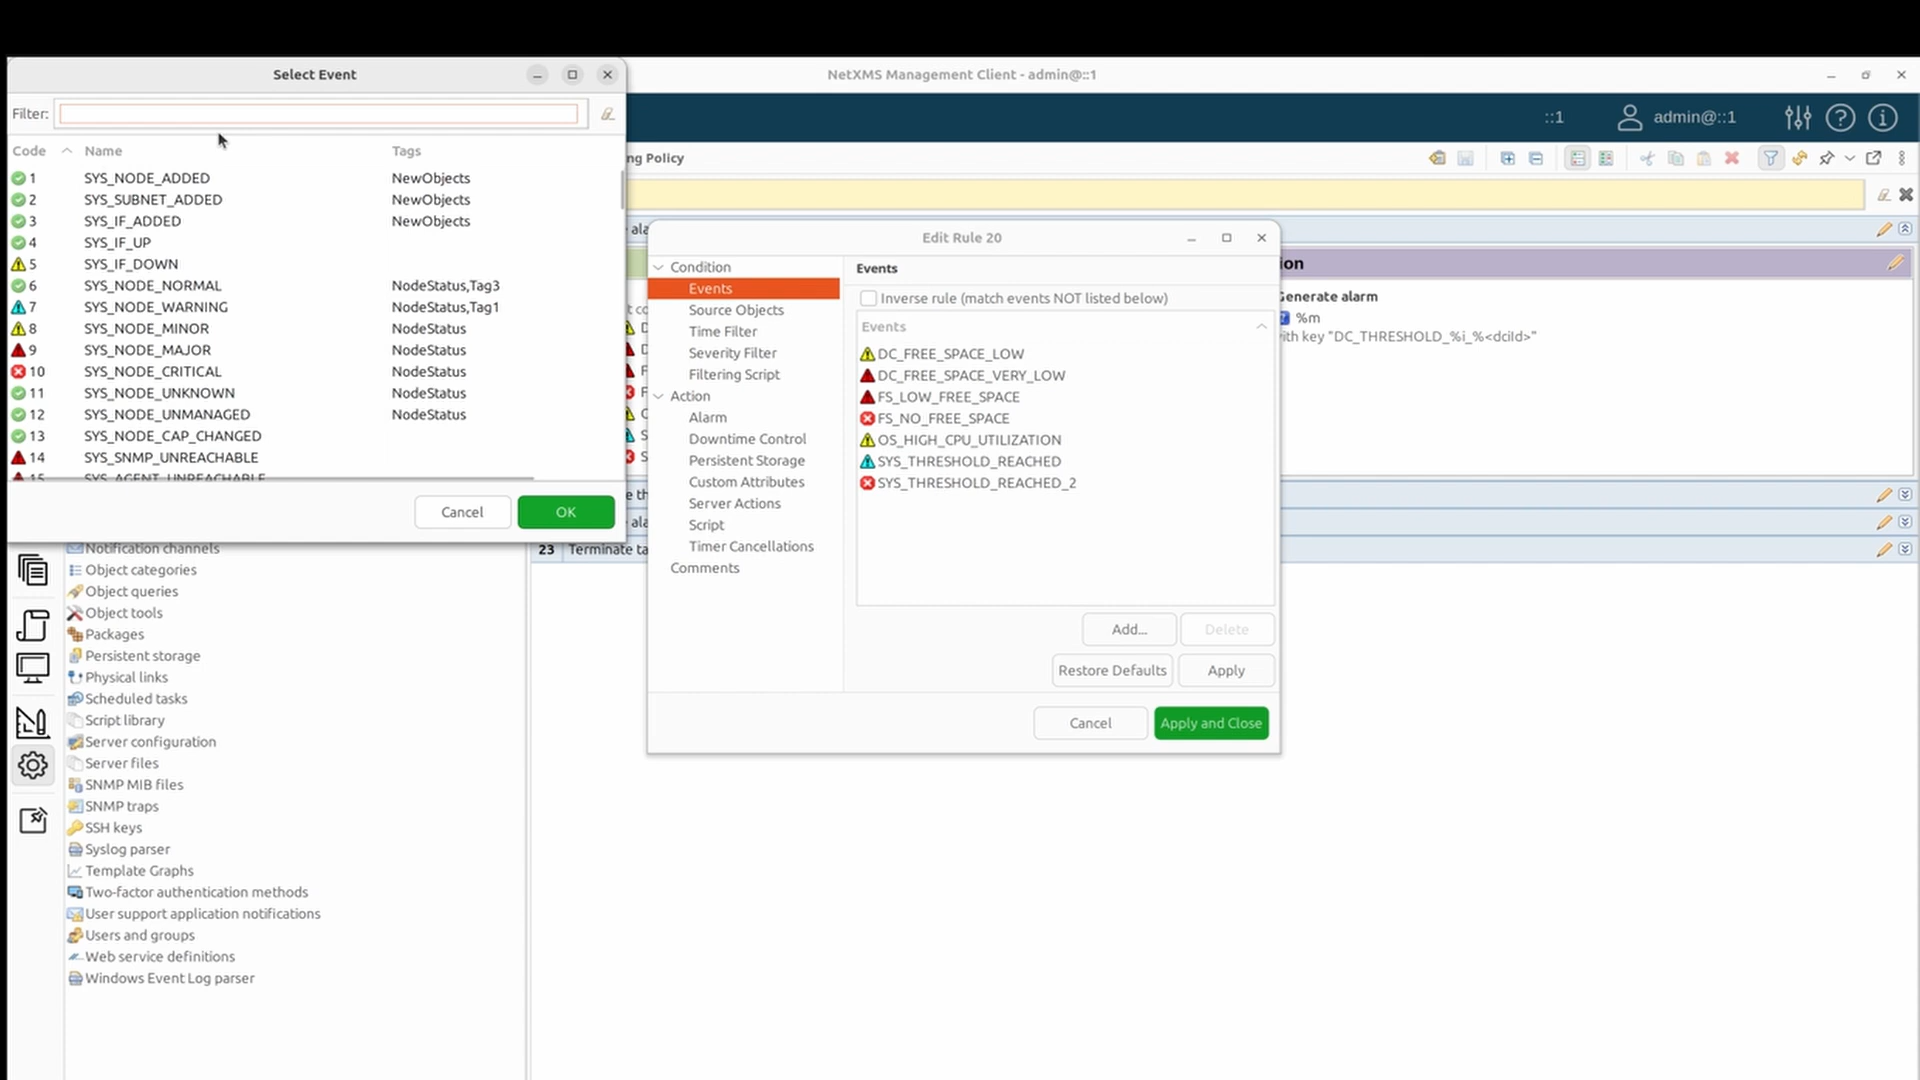 Select Event
NetXMS Management Client - admin@::1
Filter:
::1
admin@::1
Code
Name
Tags
1 SYS_NODE_ADDED NewObjects
2 SYS_SUBNET_ADDED NewObjects
3 SYS_IF_ADDED NewObjects
4 SYS_IF_UP
5 SYS_IF_DOWN
6 SYS_NODE_NORMAL NodeStatus,Tag3
7 SYS_NODE_WARNING NodeStatus,Tag1
8 SYS_NODE_MINOR NodeStatus
9 SYS_NODE_MAJOR NodeStatus
10 SYS_NODE_CRITICAL NodeStatus
11 SYS_NODE_UNKNOWN NodeStatus
12 SYS_NODE_UNMANAGED NodeStatus
13 SYS_NODE_CAP_CHANGED
14 SYS_SNMP_UNREACHABLE
15 SYS_AGENT_UNREACHABLE
Cancel
OK
ng Policy
Edit Rule 20
Condition
Events
Source Objects
Time Filter
Severity Filter
Filtering Script
Action
Alarm
Downtime Control
Persistent Storage
Custom Attributes
Server Actions
Script
Timer Cancellations
Comments
Events
Inverse rule (match events NOT listed below)
Events
DC_FREE_SPACE_LOW
DC_FREE_SPACE_VERY_LOW
FS_LOW_FREE_SPACE
FS_NO_FREE_SPACE
OS_HIGH_CPU_UTILIZATION
SYS_THRESHOLD_REACHED
SYS_THRESHOLD_REACHED_2
Add...
Delete
Restore Defaults
Apply
Cancel
Apply and Close
ion
Generate alarm
%m
ith key "DC_THRESHOLD_%i_%<dciId>"
23 Terminate ta
Notification channels
Object categories
Object queries
Object tools
Packages
Persistent storage
Physical links
Scheduled tasks
Script library
Server configuration
Server files
SNMP MIB files
SNMP traps
SSH keys
Syslog parser
Template Graphs
Two-factor authentication methods
User support application notifications
Users and groups
Web service definitions
Windows Event Log parser